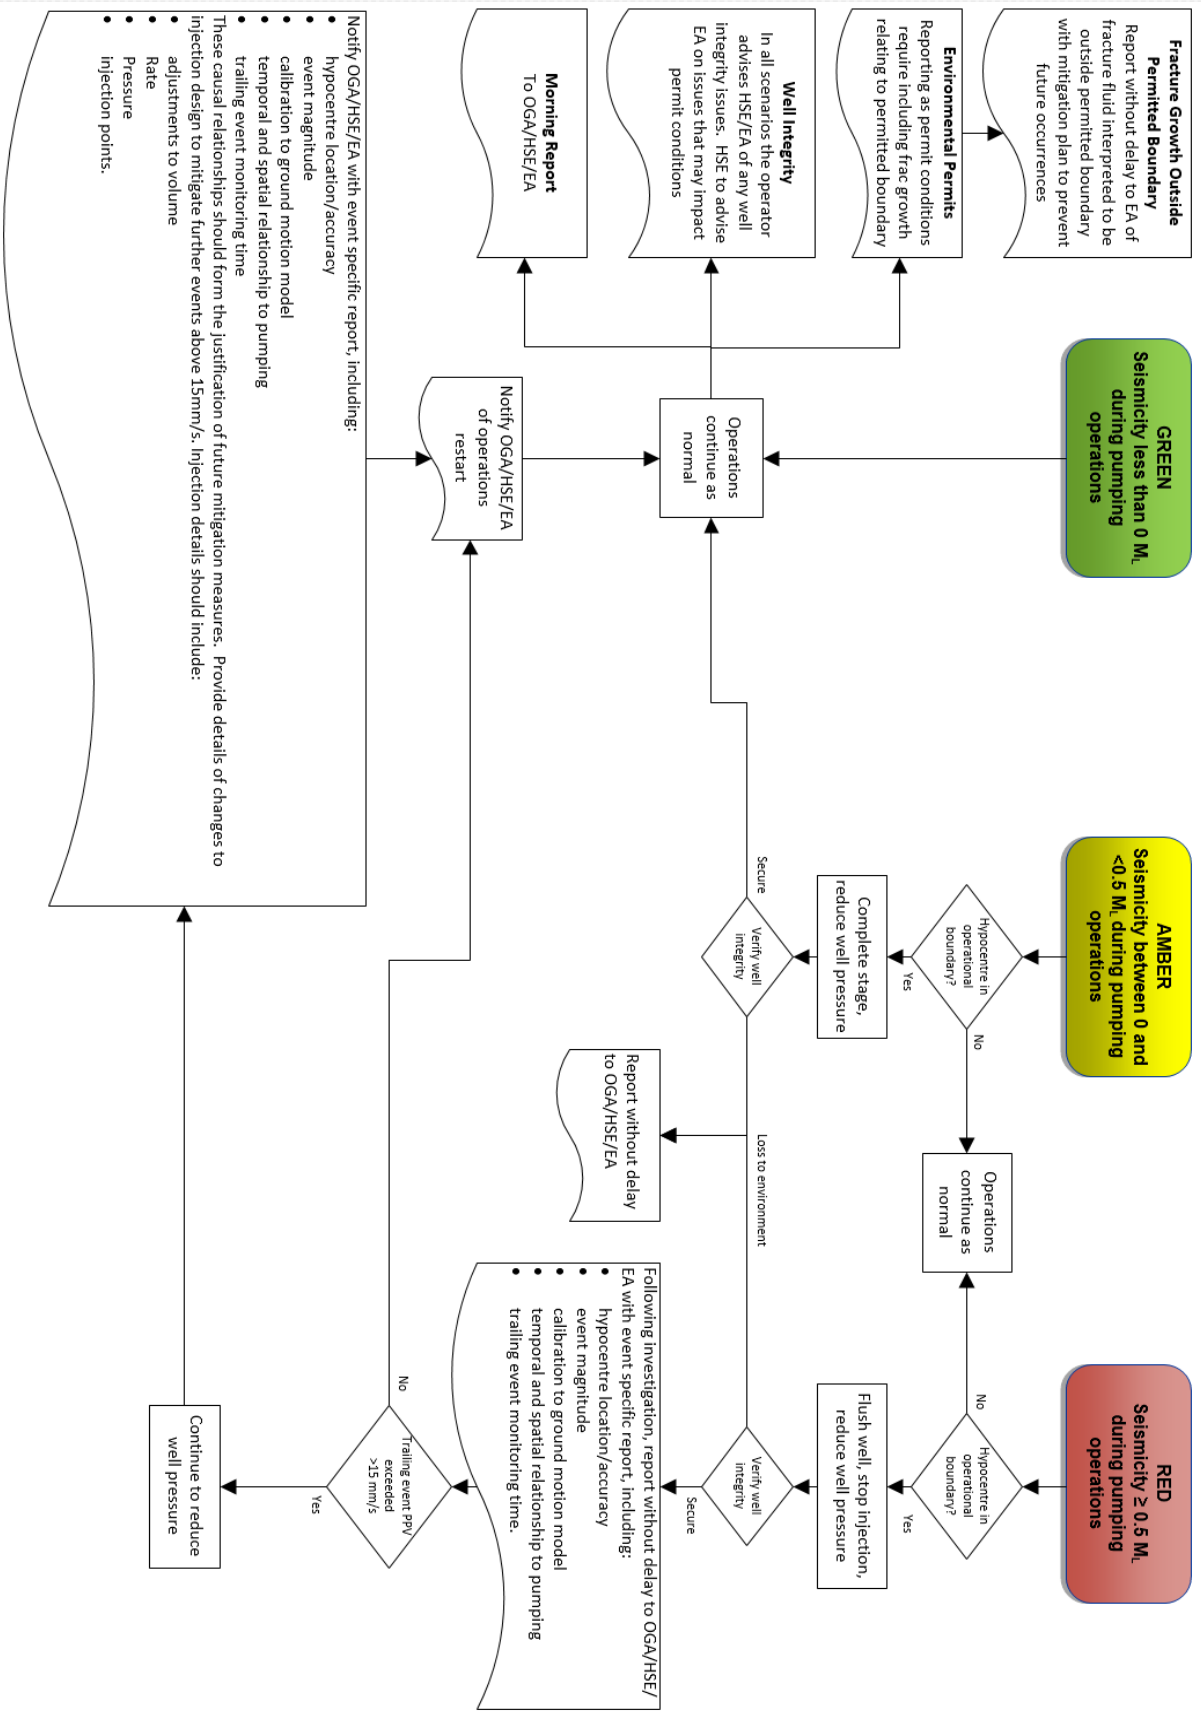 Fracture Growth Outside
Permitted Boundary
Report without delay to EA of
fracture fluid interpreted to be
outside permitted boundary
with mitigation plan to prevent
future occurrences
Environmental Permits
Reporting as permit conditions
require including frac growth
relating to permitted boundary
Well Integrity
In all scenarios the operator
advises HSE/EA of any well
integrity issues. HSE to advise
EA on issues that may impact
permit conditions
Morning Report
To OGA/HSE/EA
GREEN
Seismicity less than 0 ML
during pumping
operations
Operations
continue as
normal
Notify OGA/HSE/EA
of operations
restart
AMBER
Seismicity between 0 and
<0.5 ML during pumping
operations
Hypocentre in
operational
boundary?
No
Yes
Complete stage,
reduce well pressure
Verify well
integrity
Secure
Loss to environment
Report without delay
to OGA/HSE/EA
Operations
continue as
normal
RED
Seismicity ≥ 0.5 ML
during pumping
operations
Hypocentre in
operational
boundary?
No
Yes
Flush well, stop injection,
reduce well pressure
Verify well
integrity
Secure
Following investigation, report without delay to OGA/HSE/
EA with event specific report, including:
• hypocentre location/accuracy
• event magnitude
• calibration to ground motion model
• temporal and spatial relationship to pumping
• trailing event monitoring time.
Trailing event PPV
exceeded
>15 mm/s
No
Yes
Continue to reduce
well pressure
Notify OGA/HSE/EA with event specific report, including:
• hypocentre location/accuracy
• event magnitude
• calibration to ground motion model
• temporal and spatial relationship to pumping
• trailing event monitoring time
These causal relationships should form the justification of future mitigation measures. Provide details of changes to
injection design to mitigate further events above 15mm/s. Injection details should include:
• adjustments to volume
• Rate
• Pressure
• injection points.